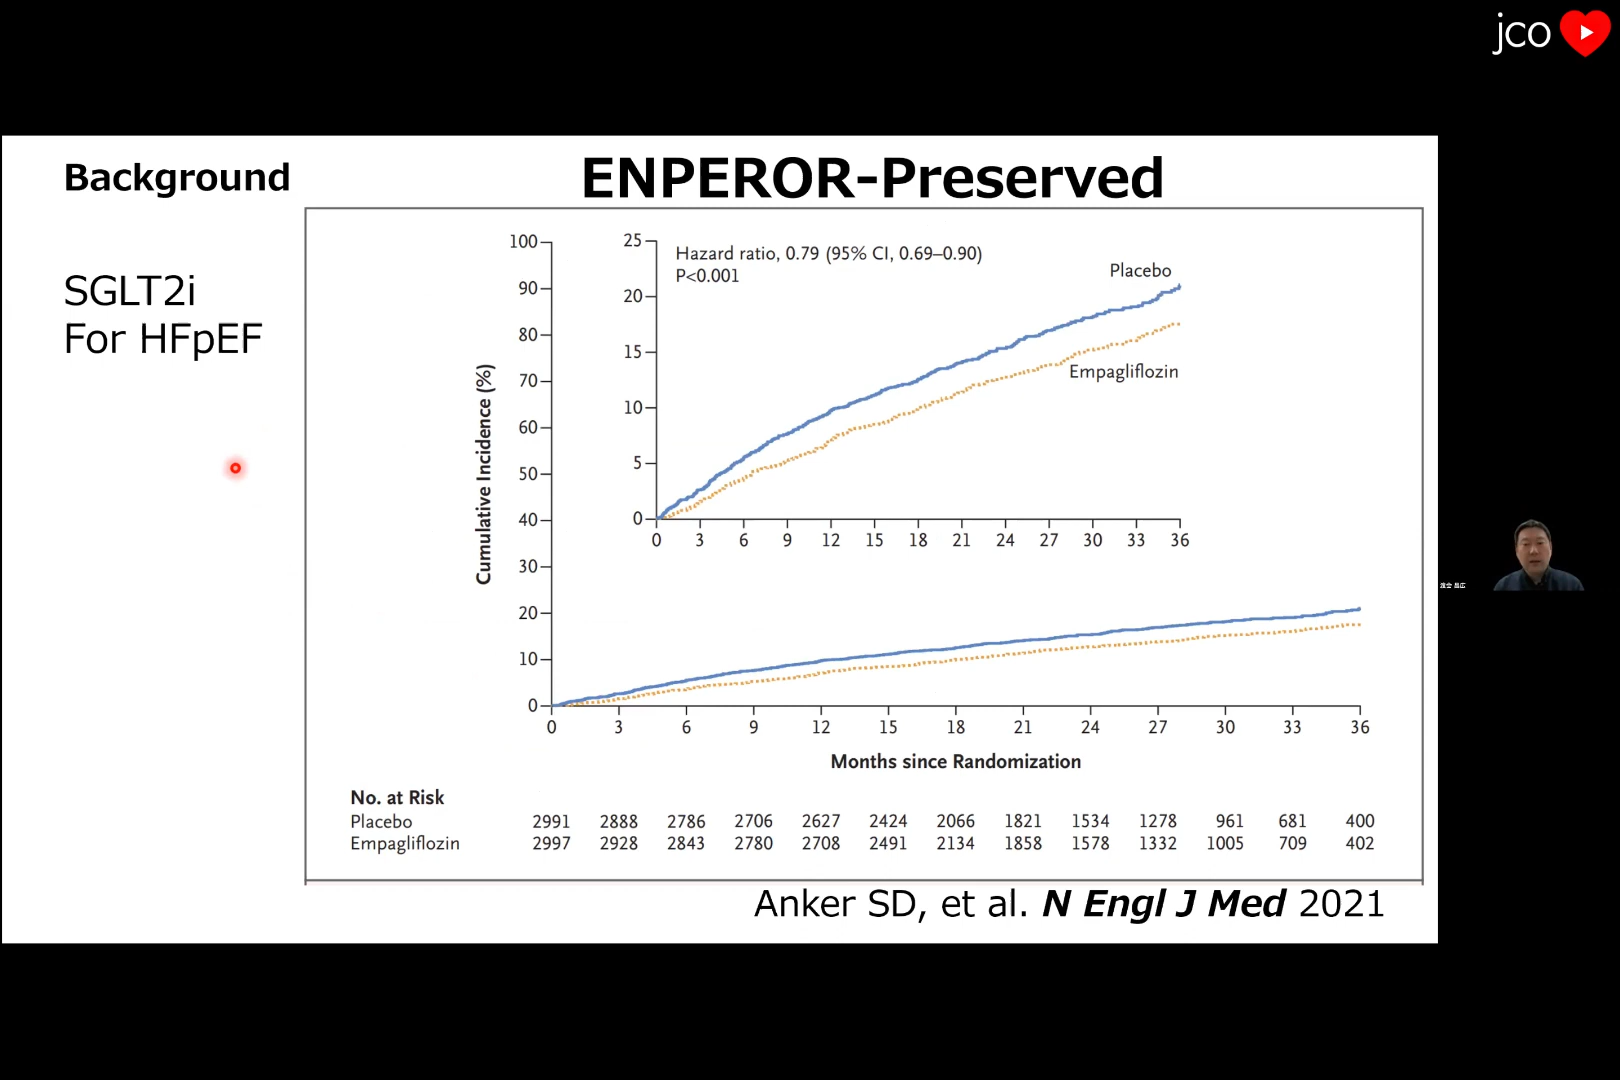 jco
Background
ENPEROR-Preserved
SGLT2i
For HFpEF
Cumulative Incidence (%)
100
90
80
70
60
50
40
30
20
10
0
25
20
15
10
5
0
Hazard ratio, 0.79 (95% CI, 0.69–0.90)
P<0.001
Placebo
Empagliflozin
0 3 6 9 12 15 18 21 24 27 30 33 36
0 3 6 9 12 15 18 21 24 27 30 33 36
Months since Randomization
No. at Risk
Placebo 2991 2888 2786 2706 2627 2424 2066 1821 1534 1278 961 681 400
Empagliflozin 2997 2928 2843 2780 2708 2491 2134 1858 1578 1332 1005 709 402
Anker SD, et al. N Engl J Med 2021